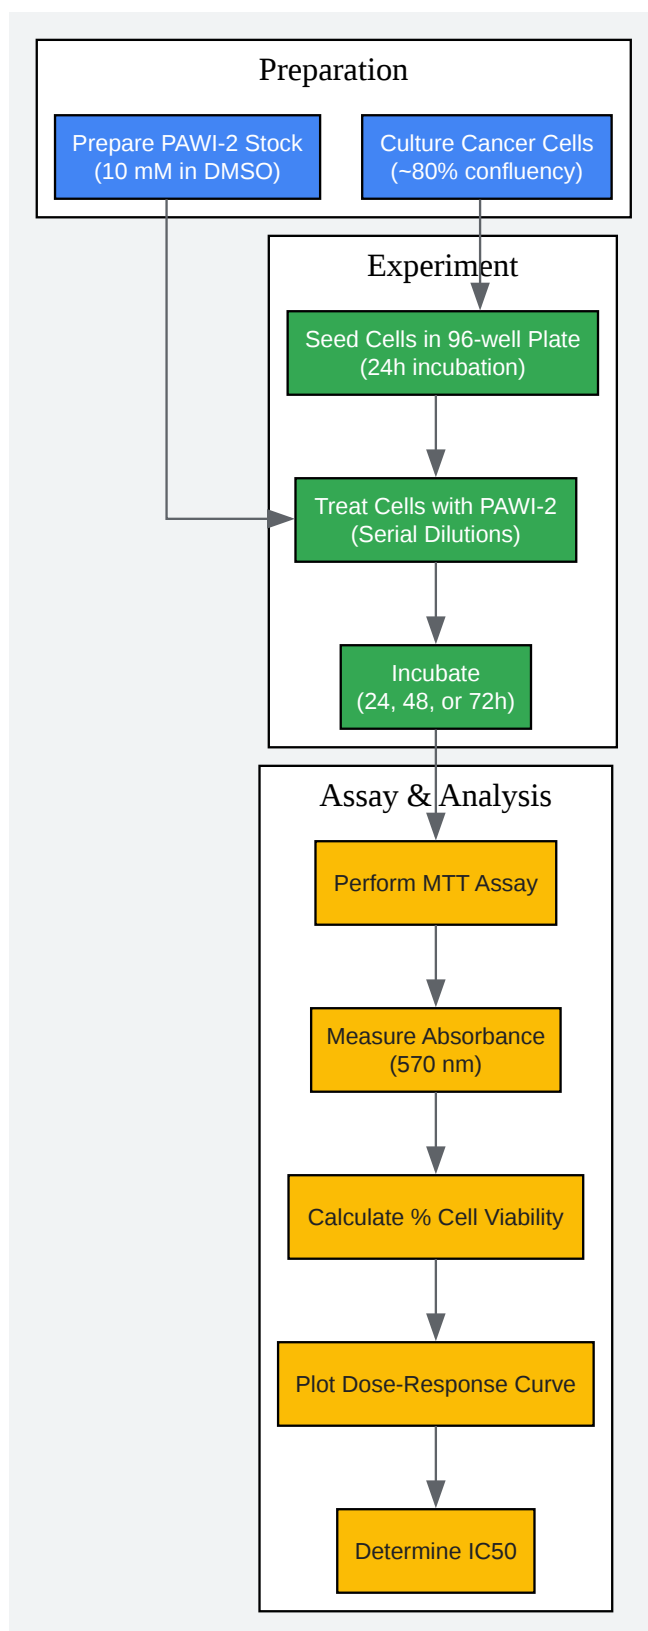 Preparation
Prepare PAWI-2 Stock
(10 mM in DMSO)
Culture Cancer Cells
(~80% confluency)
Experiment
Seed Cells in 96-well Plate
(24h incubation)
Treat Cells with PAWI-2
(Serial Dilutions)
Incubate
(24, 48, or 72h)
Assay & Analysis
Perform MTT Assay
Measure Absorbance
(570 nm)
Calculate % Cell Viability
Plot Dose-Response Curve
Determine IC50